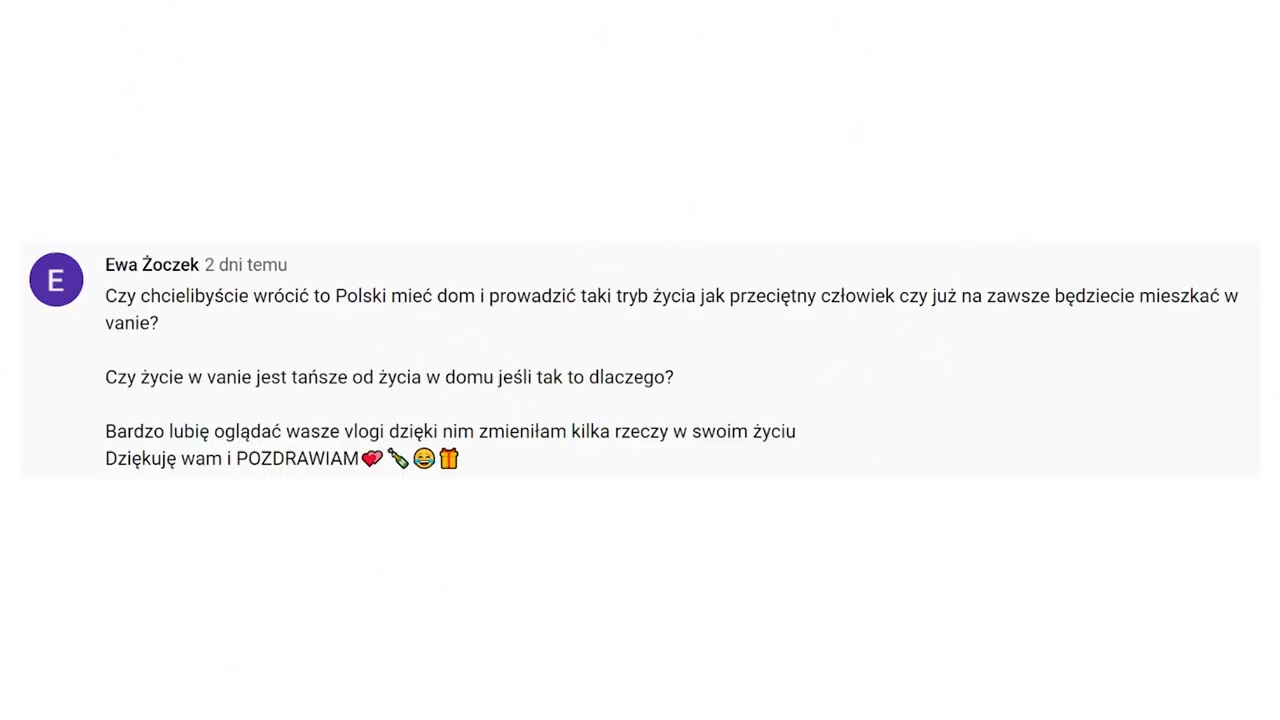 E
Ewa Żoczek 2 dni temu
Czy chcielibyście wrócić to Polski mieć dom i prowadzić taki tryb życia jak przeciętny człowiek czy już na zawsze będziecie mieszkać w
vanie?
Czy życie w vanie jest tańsze od życia w domu jeśli tak to dlaczego?
Bardzo lubię oglądać wasze vlogi dzięki nim zmieniłam kilka rzeczy w swoim życiu
Dziękuję wam i POZDRAWIAM💕🍾😂🎁